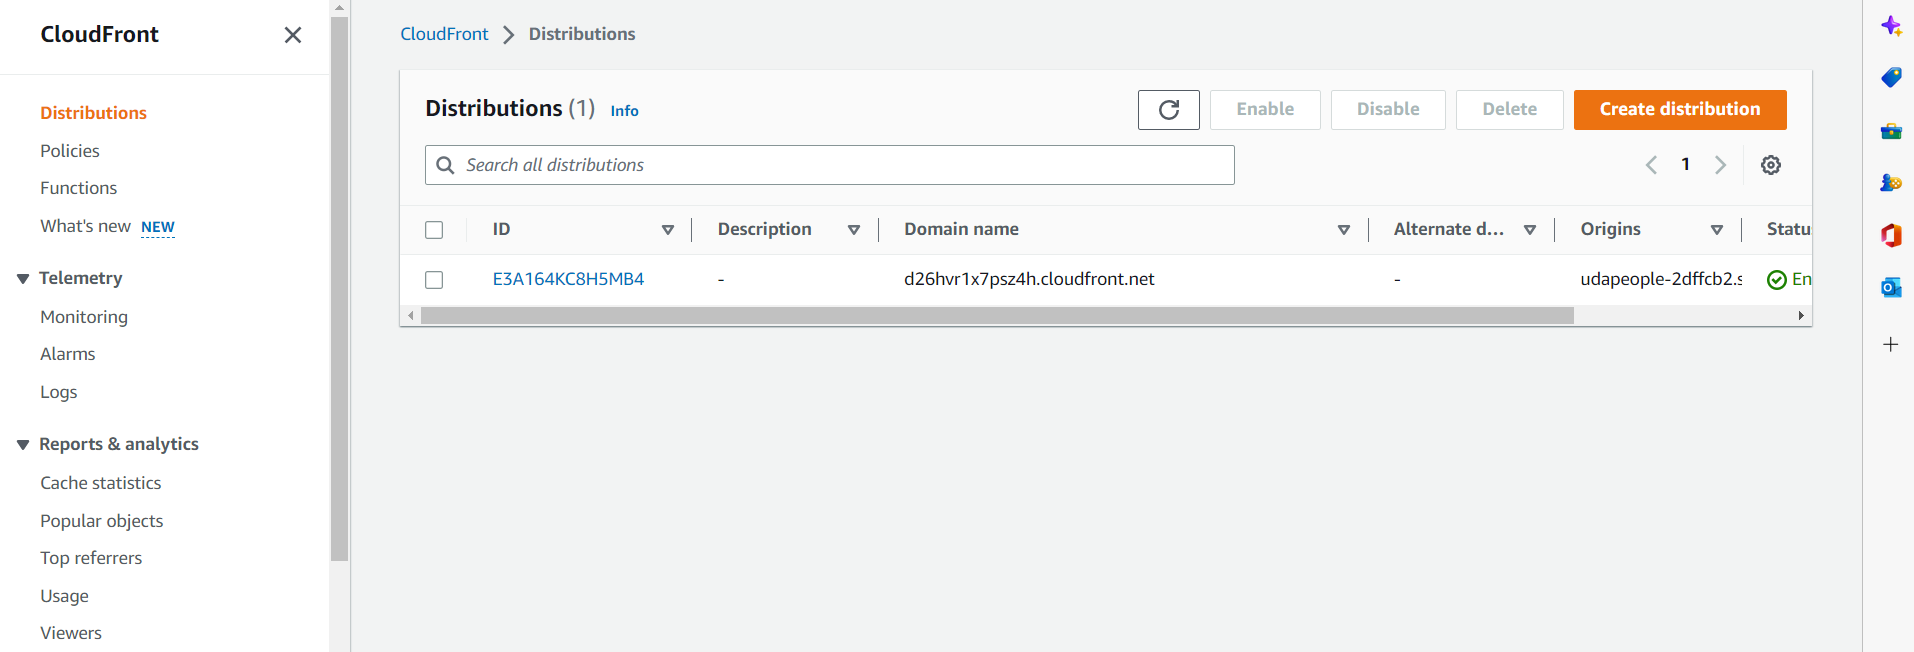 CloudFront
Distributions
Policies
Functions
What's new NEW
Telemetry
Monitoring
Alarms
Logs
Reports & analytics
Cache statistics
Popular objects
Top referrers
Usage
Viewers
CloudFront Distributions
Distributions (1) Info
Enable Disable Delete Create distribution
Search all distributions
1
ID Description Domain name Alternate d... Origins Statu
E3A164KC8H5MB4 - d26hvr1x7psz4h.cloudfront.net - udapeople-2dffcb2.s En